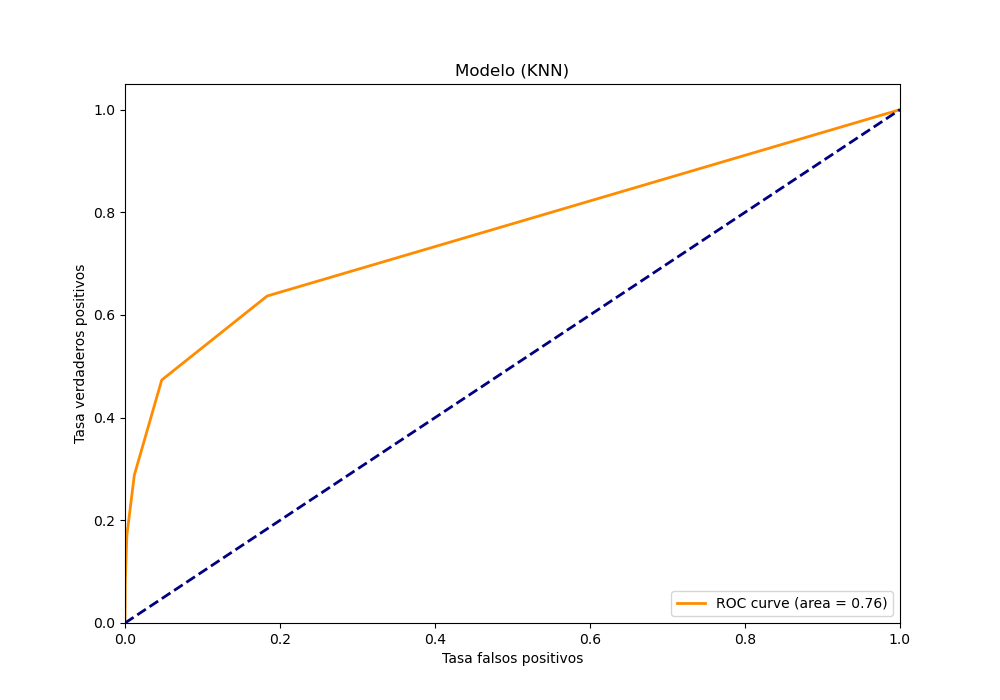 Modelo (KNN)
1.0
0.8
0.6
0.4
0.2
0.0
Tasa verdaderos positivos
ROC curve (area = 0.76)
0.0 0.2 0.4 0.6 0.8 1.0
Tasa falsos positivos